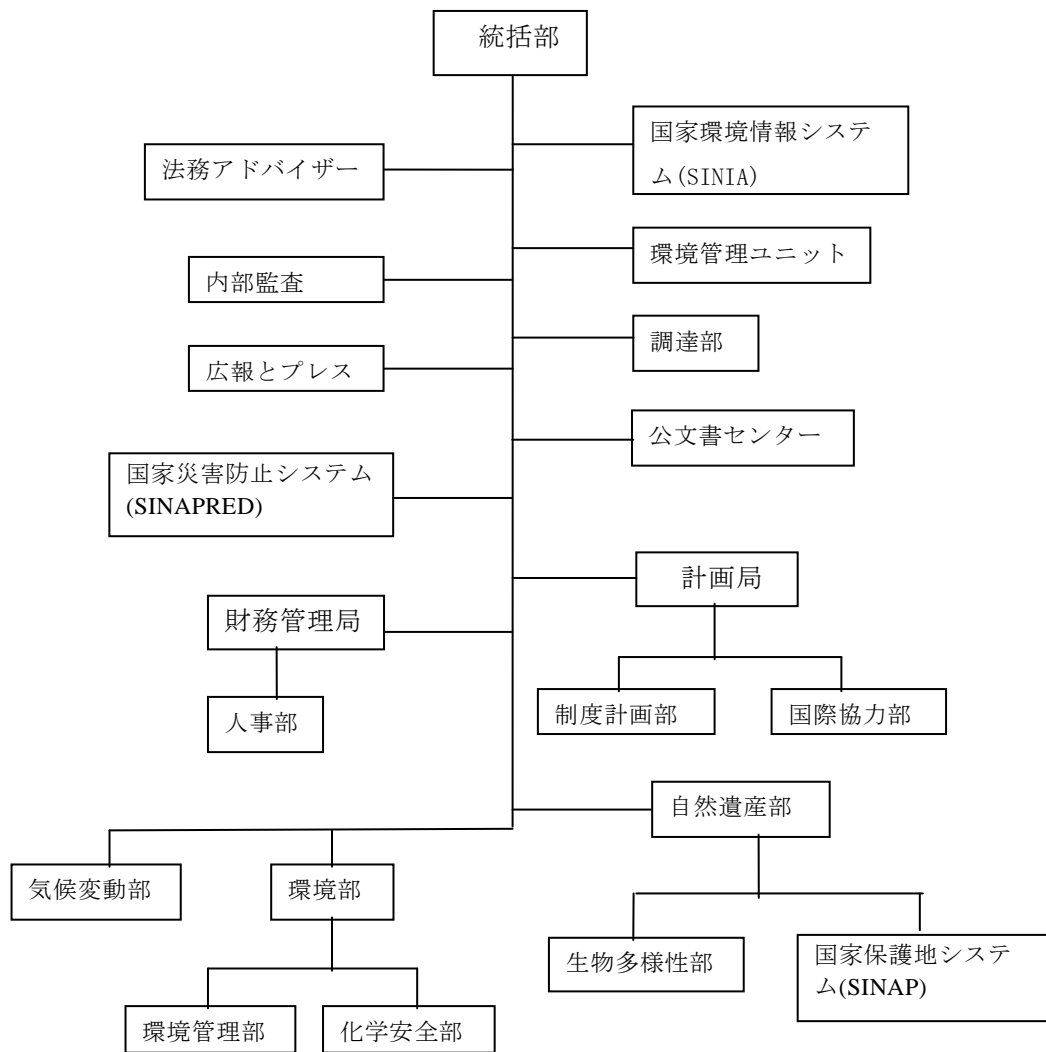 統括部
国家環境情報システ
ム(SINIA)
法務アドバイザー
環境管理ユニット
内部監査
調達部
広報とプレス
公文書センター
国家災害防止システム
(SINAPRED)
計画局
財務管理局
制度計画部
国際協力部
人事部
自然遺産部
気候変動部
環境部
生物多様性部
国家保護地システ
ム(SINAP)
環境管理部
化学安全部